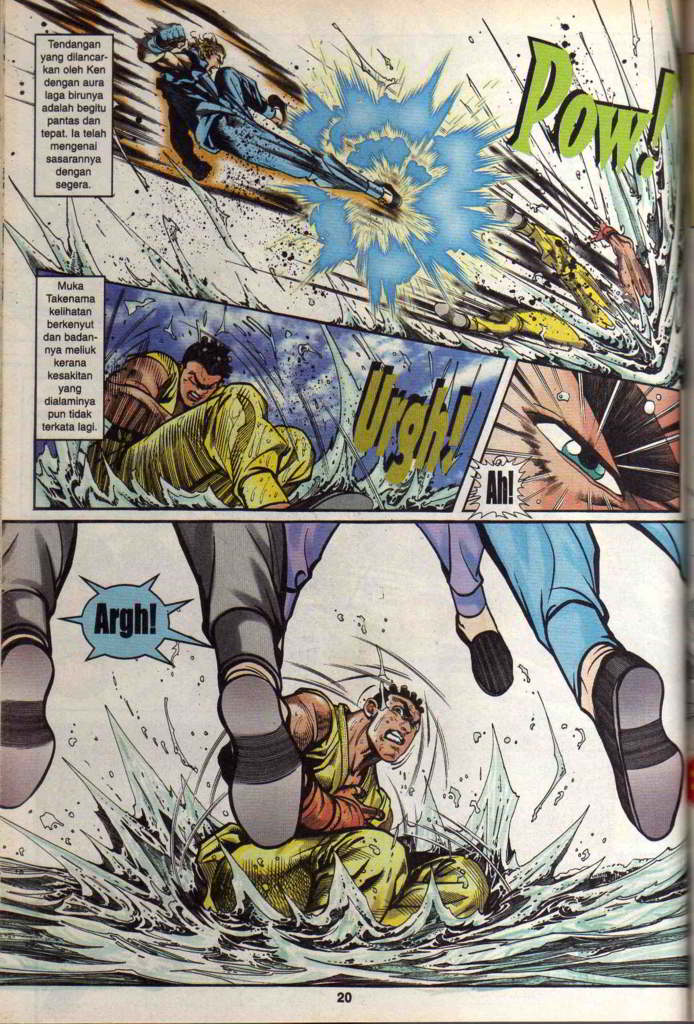 Tendangan
yang dilancar-
kan oleh Ken
dengan aura
laga birunya
adalah begitu
pantas dan
tepat. Ia telah
mengenai
sasarannya
dengan
segera.
Pow!
Muka
Takenama
kelihatan
berkenyut
dan badan-
nya meliuk
kerana
kesakitan
yang
dialaminya
pun tidak
terkata lagi.
Urgh!
Ah!
Argh!
20